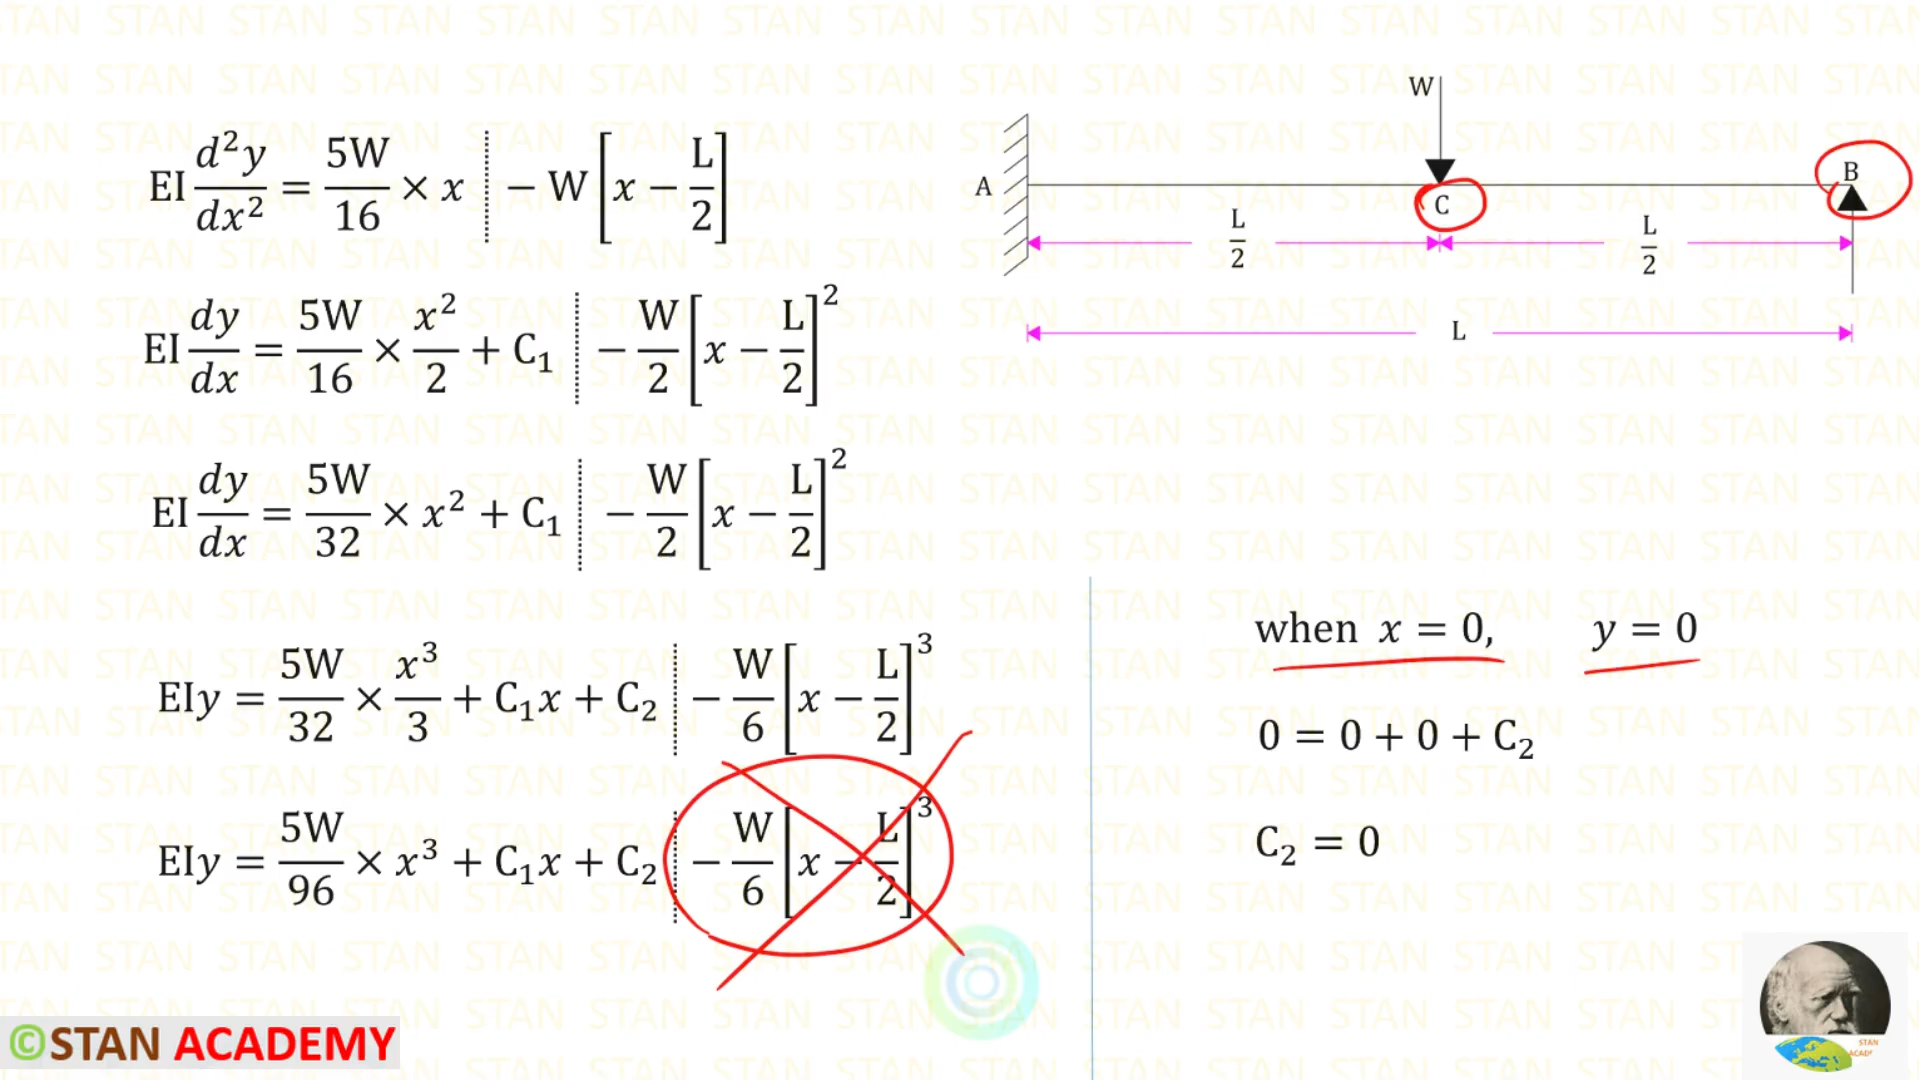 EI d²y/dx² = 5W/16 × x | − W[x − L/2]
EI dy/dx = 5W/16 × x²/2 + C₁ | − W/2 [x − L/2]²
EI dy/dx = 5W/32 × x² + C₁ | − W/2 [x − L/2]²
EIy = 5W/32 × x³/3 + C₁x + C₂ | − W/6 [x − L/2]³
EIy = 5W/96 × x³ + C₁x + C₂ | − W/6 [x − L/2]³
W
A
C
B
L/2
L/2
L
when x = 0, y = 0
0 = 0 + 0 + C₂
C₂ = 0
©STAN ACADEMY
STAN